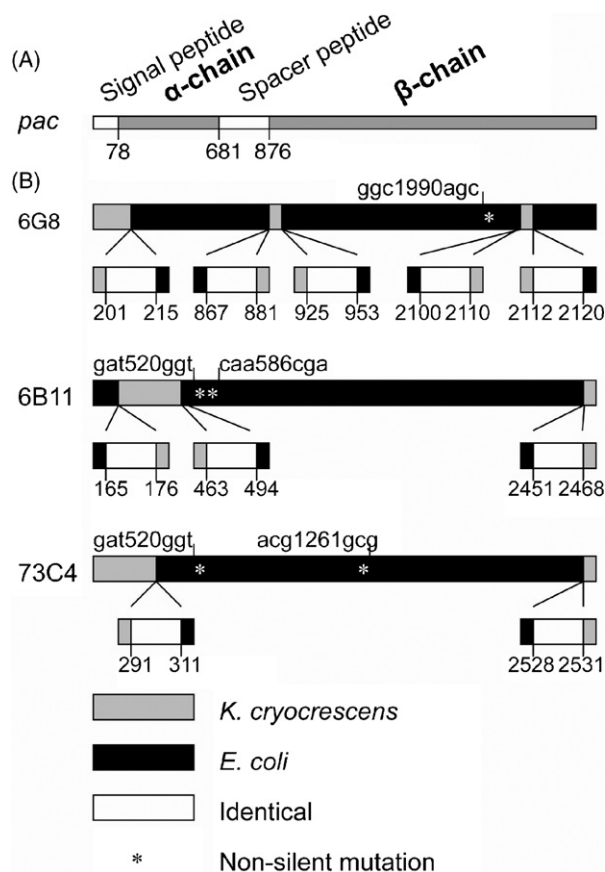 (A)
Signal peptide
α-chain
Spacer peptide
β-chain
pac
78 681 876
(B)
ggc1990agc
6G8
*
201 215 867 881 925 953 2100 2110 2112 2120
gat520ggt caa586cga
6B11
**
165 176 463 494 2451 2468
gat520ggt acg1261gcg
73C4
* *
291 311 2528 2531
K. cryocrescens
E. coli
Identical
* Non-silent mutation